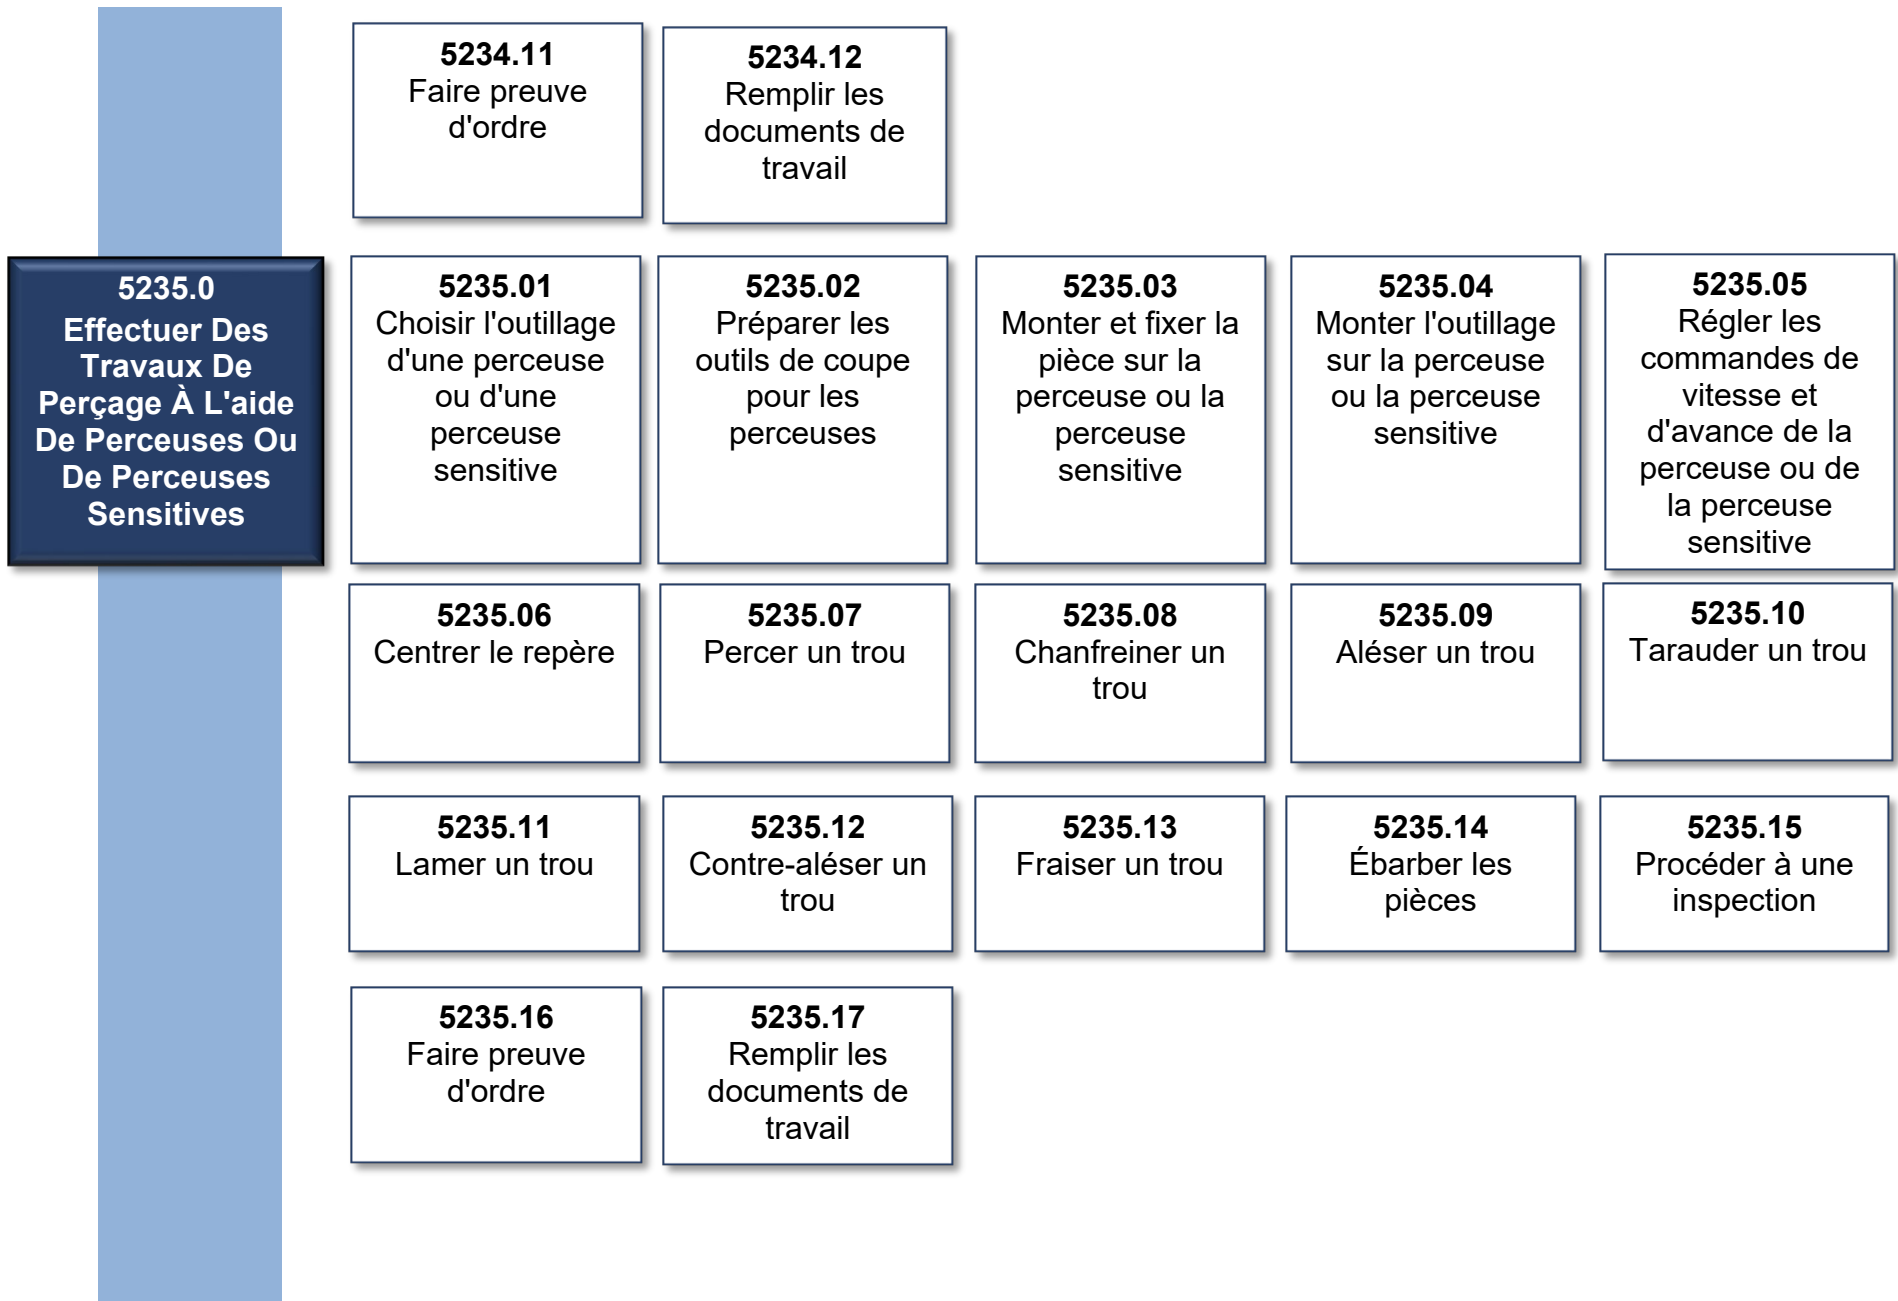 5234.11
Faire preuve
d'ordre
5234.12
Remplir les
documents de
travail
5235.0
Effectuer Des
Travaux De
Perçage À L'aide
De Perceuses Ou
De Perceuses
Sensitives
5235.01
Choisir l'outillage
d'une perceuse
ou d'une
perceuse
sensitive
5235.02
Préparer les
outils de coupe
pour les
perceuses
5235.03
Monter et fixer la
pièce sur la
perceuse ou la
perceuse
sensitive
5235.04
Monter l'outillage
sur la perceuse
ou la perceuse
sensitive
5235.05
Régler les
commandes de
vitesse et
d'avance de la
perceuse ou de
la perceuse
sensitive
5235.06
Centrer le repère
5235.07
Percer un trou
5235.08
Chanfreiner un
trou
5235.09
Aléser un trou
5235.10
Tarauder un trou
5235.11
Lamer un trou
5235.12
Contre-aléser un
trou
5235.13
Fraiser un trou
5235.14
Ébarber les
pièces
5235.15
Procéder à une
inspection
5235.16
Faire preuve
d'ordre
5235.17
Remplir les
documents de
travail